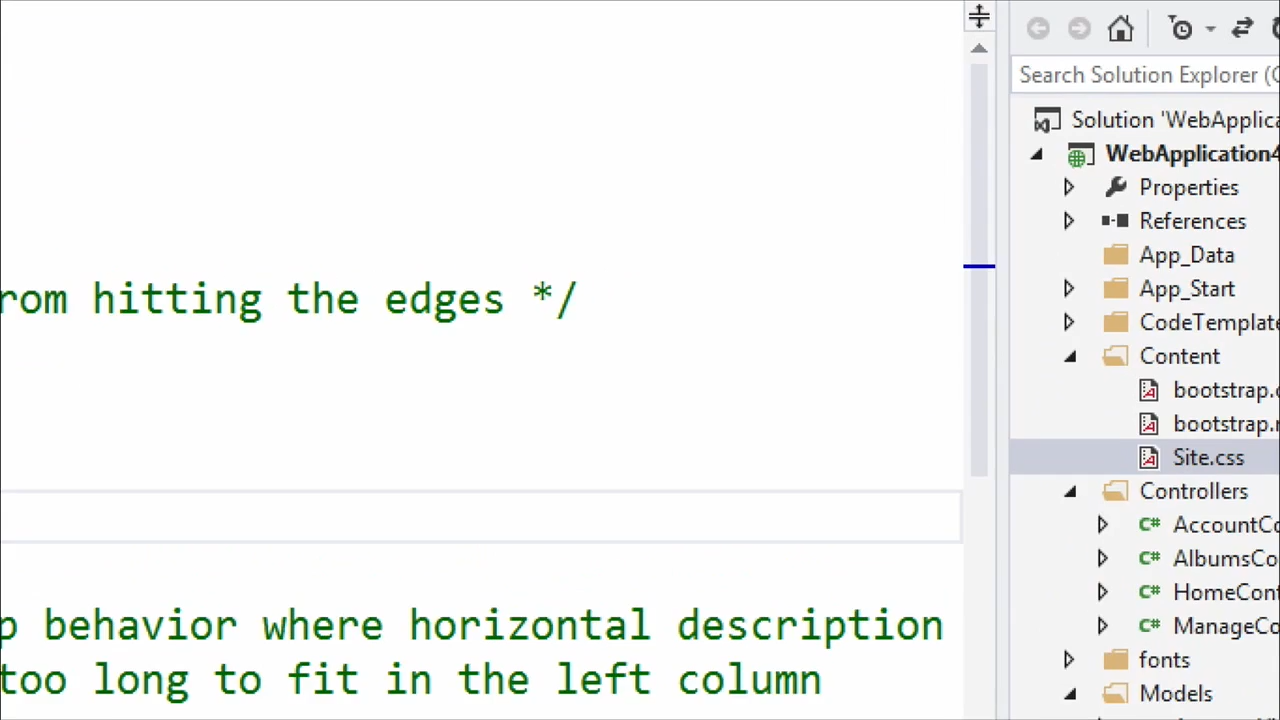 Search Solution Explorer (C
Solution 'WebApplica
WebApplication4
Properties
References
App_Data
App_Start
rom hitting the edges */
CodeTemplate
Content
bootstrap.
bootstrap.
Site.css
Controllers
C# AccountCo
C# AlbumsCo
C# HomeCont
p behavior where horizontal description
C# ManageCo
fonts
too long to fit in the left column
Models